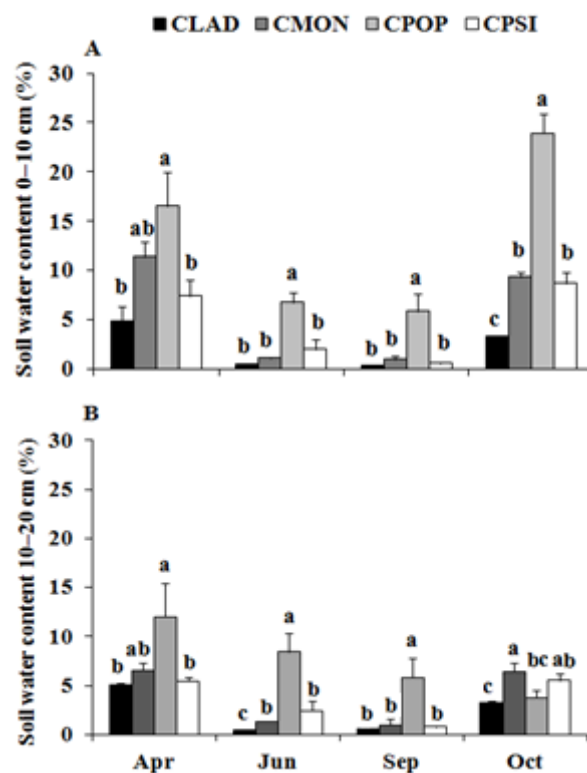 CLAD CMON CPOP CPSI
A
Soil water content 0–10 cm (%)
30
25
20
15
10
5
0
b ab a b
b b a b
b b a b
c b a b
B
Soil water content 10–20 cm (%)
30
25
20
15
10
5
0
b ab a b
c b a b
b b a b
c a bc ab
Apr Jun Sep Oct